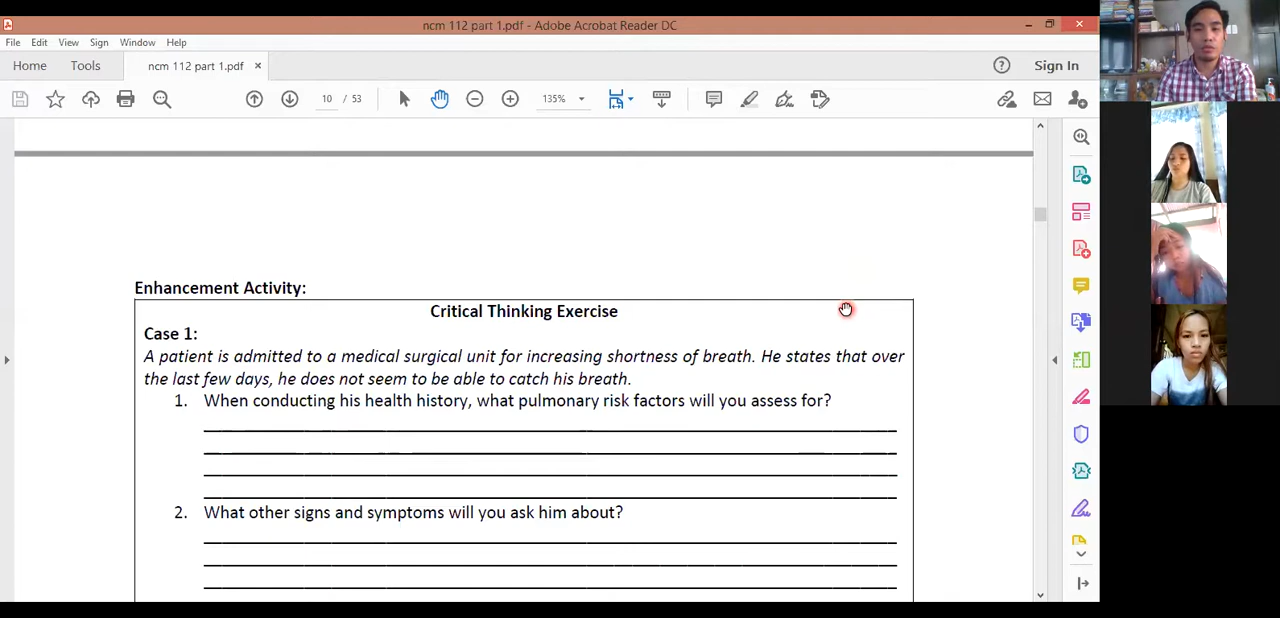 ncm 112 part 1.pdf - Adobe Acrobat Reader DC
File Edit View Sign Window Help
Home Tools ncm 112 part 1.pdf × Sign In
10 / 53 135%
Enhancement Activity:
Critical Thinking Exercise
Case 1:
A patient is admitted to a medical surgical unit for increasing shortness of breath. He states that over
the last few days, he does not seem to be able to catch his breath.
1. When conducting his health history, what pulmonary risk factors will you assess for?
2. What other signs and symptoms will you ask him about?